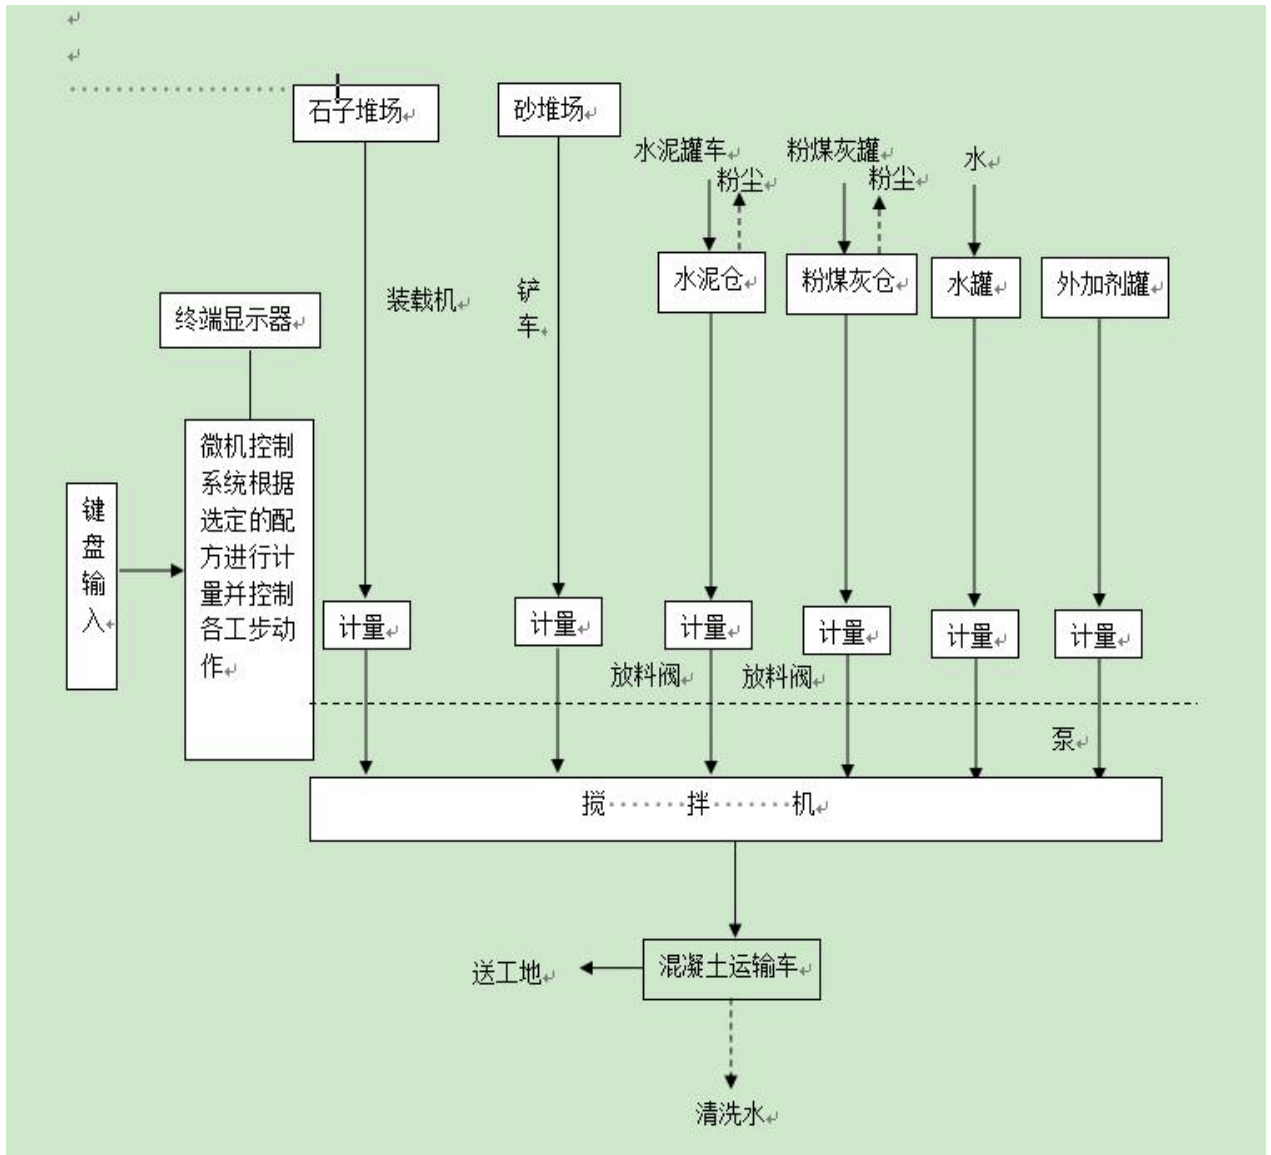 石子堆场
砂堆场
水泥罐车
粉煤灰罐
水
粉尘
粉尘
水泥仓
粉煤灰仓
水罐
外加剂罐
装载机
铲
车
终端显示器
微机控制
系统根据
选定的配
方进行计
量并控制
各工步动
作
键
盘
输
入
计量
计量
计量
计量
计量
计量
放料阀
放料阀
泵
搅·······拌·······机
混凝土运输车
送工地
清洗水